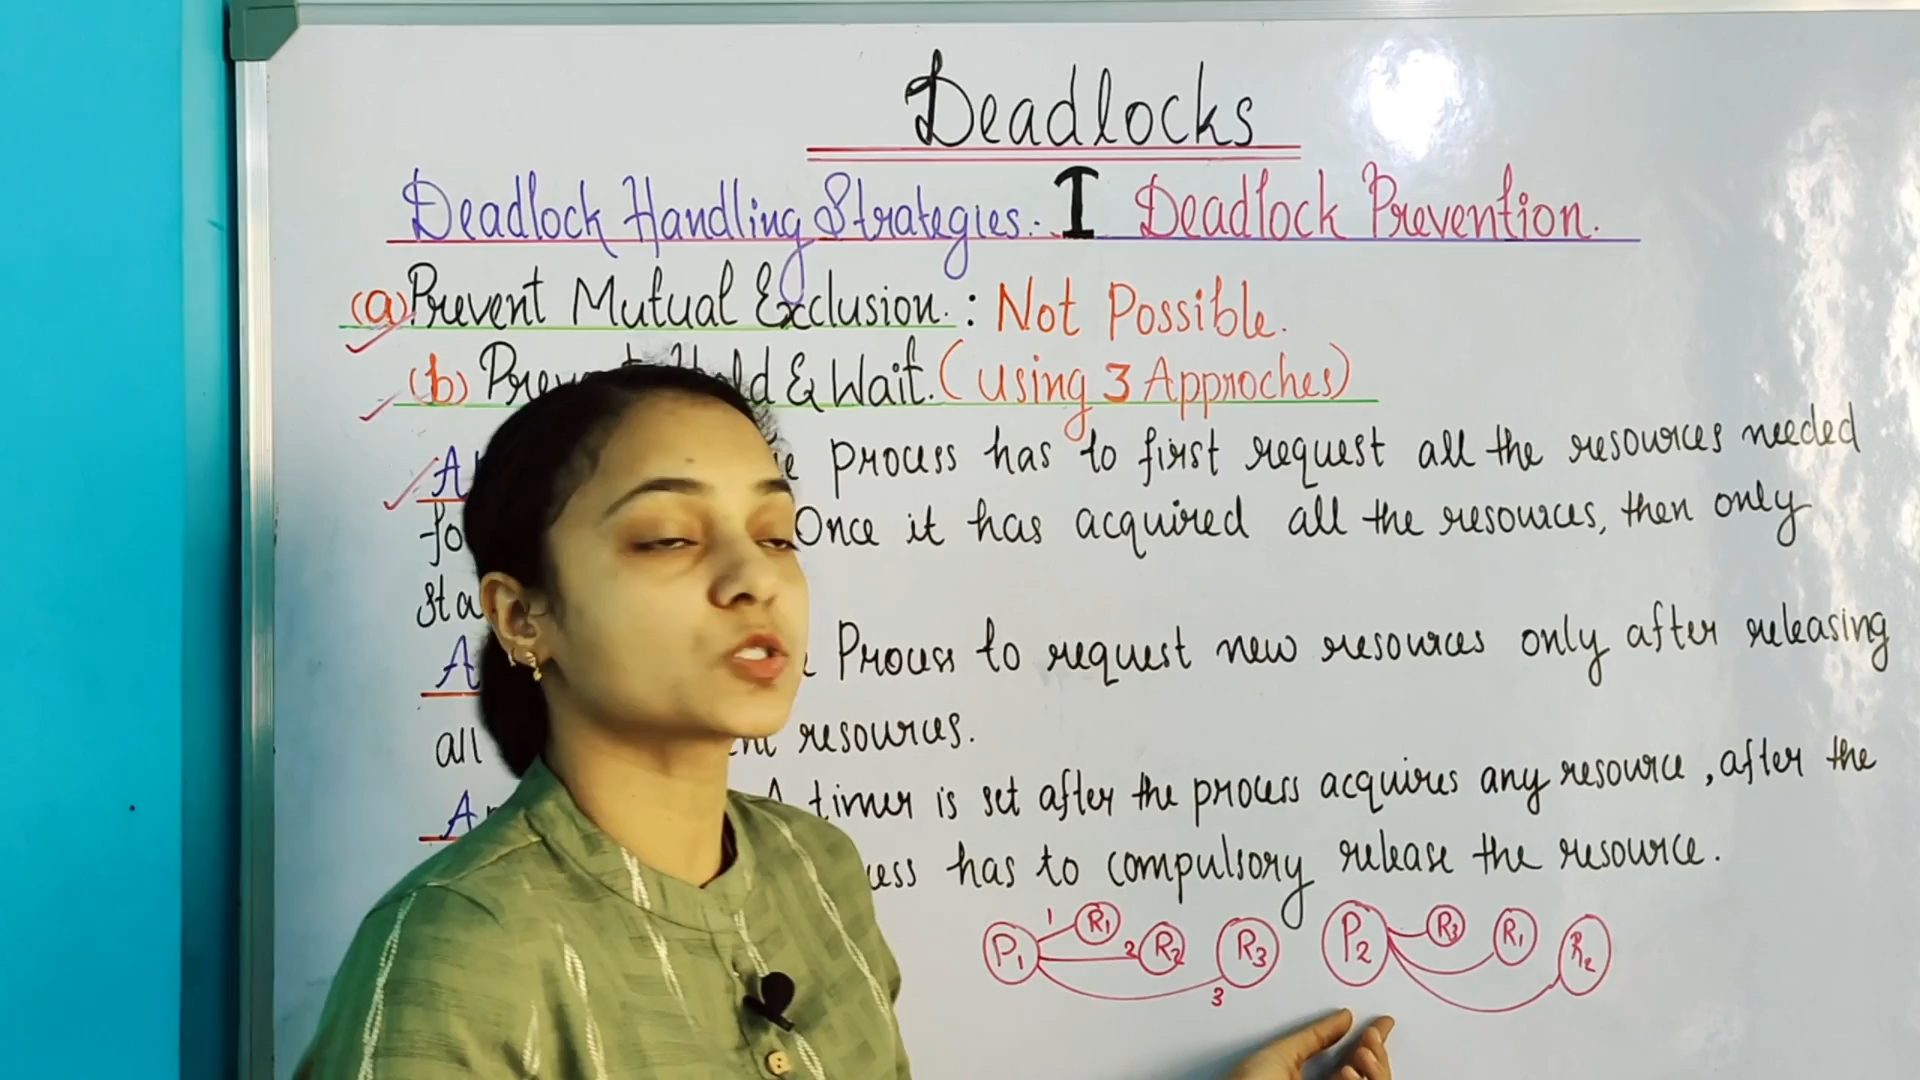 Deadlocks
Deadlock Handling Strategies:. I Deadlock Prevention.
(a) Prevent Mutual Exclusion. : Not Possible.
(b) & Wait. (using 3 Approches)
process has to first request all the resources needed
Once it has acquired all the resources, then only
Process to request new resources only after releasing
all resources.
A timer is set after the process acquires any resource, after the
has to compulsory release the resource.
P1 1 R1 2 R2 3 R3 P2 R3 R1 R2